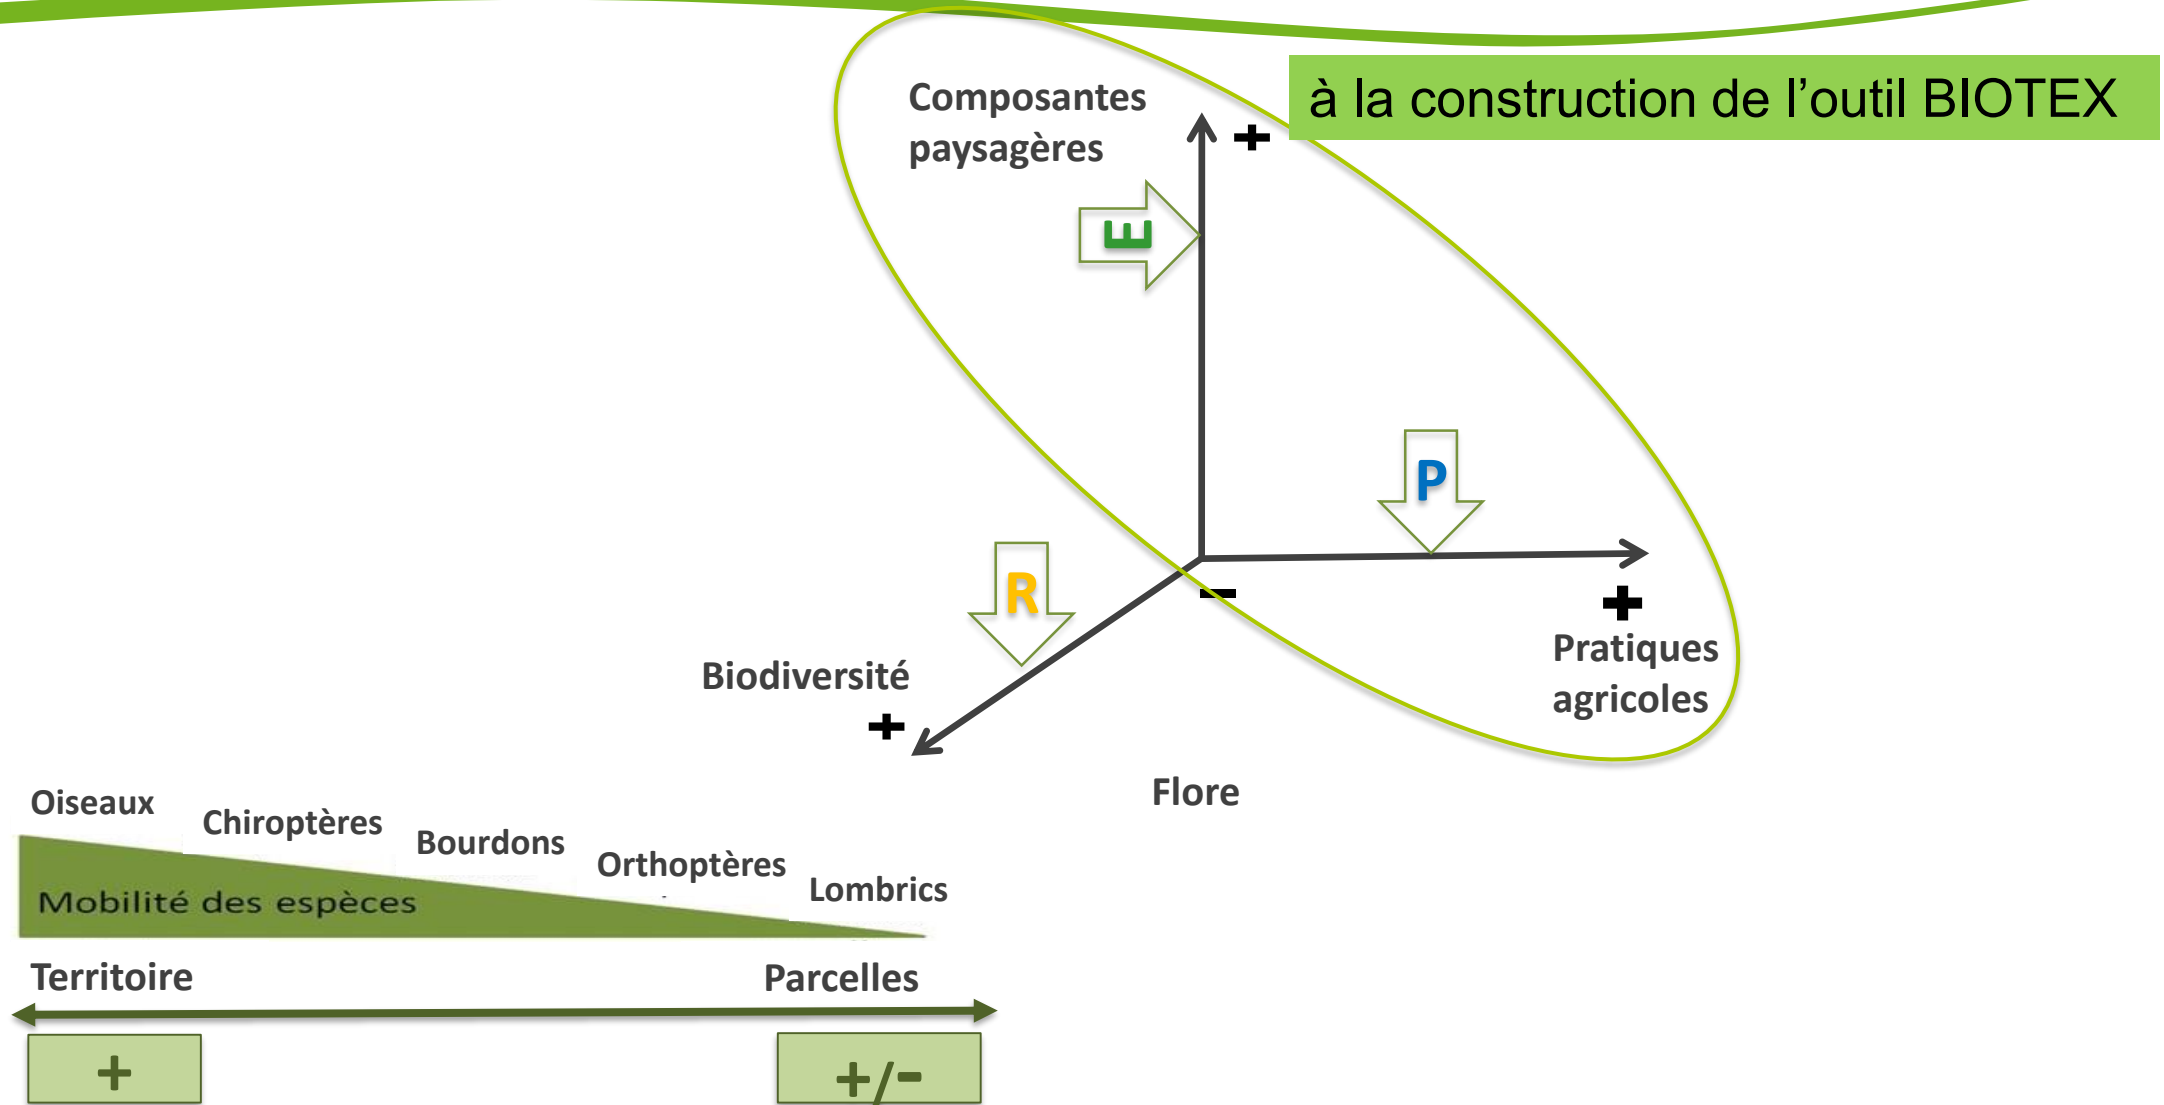 à la construction de l’outil BIOTEX
Composantes
paysagères
+
E
P
R
-
+
Pratiques
agricoles
Biodiversité
+
Flore
Oiseaux
Chiroptères
Bourdons
Orthoptères
Lombrics
Mobilité des espèces
Territoire
Parcelles
+
+/-